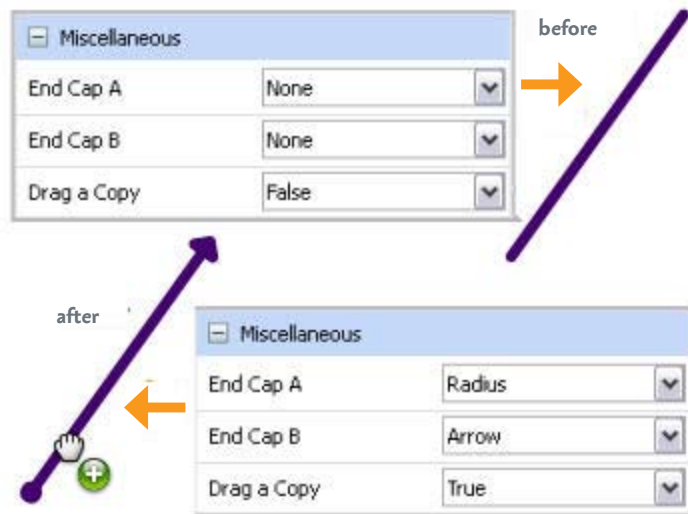 Miscellaneous
before
End Cap A None
End Cap B None
Drag a Copy False
after
Miscellaneous
End Cap A Radius
End Cap B Arrow
Drag a Copy True